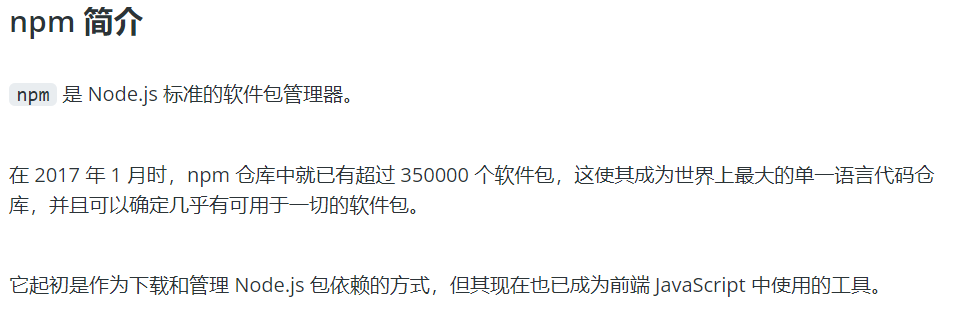 npm 简介
npm 是 Node.js 标准的软件包管理器。
在 2017 年 1 月时，npm 仓库中就已有超过 350000 个软件包，这使其成为世界上最大的单一语言代码仓
库，并且可以确定几乎有可用于一切的软件包。
它起初是作为下载和管理 Node.js 包依赖的方式，但其现在也已成为前端 JavaScript 中使用的工具。